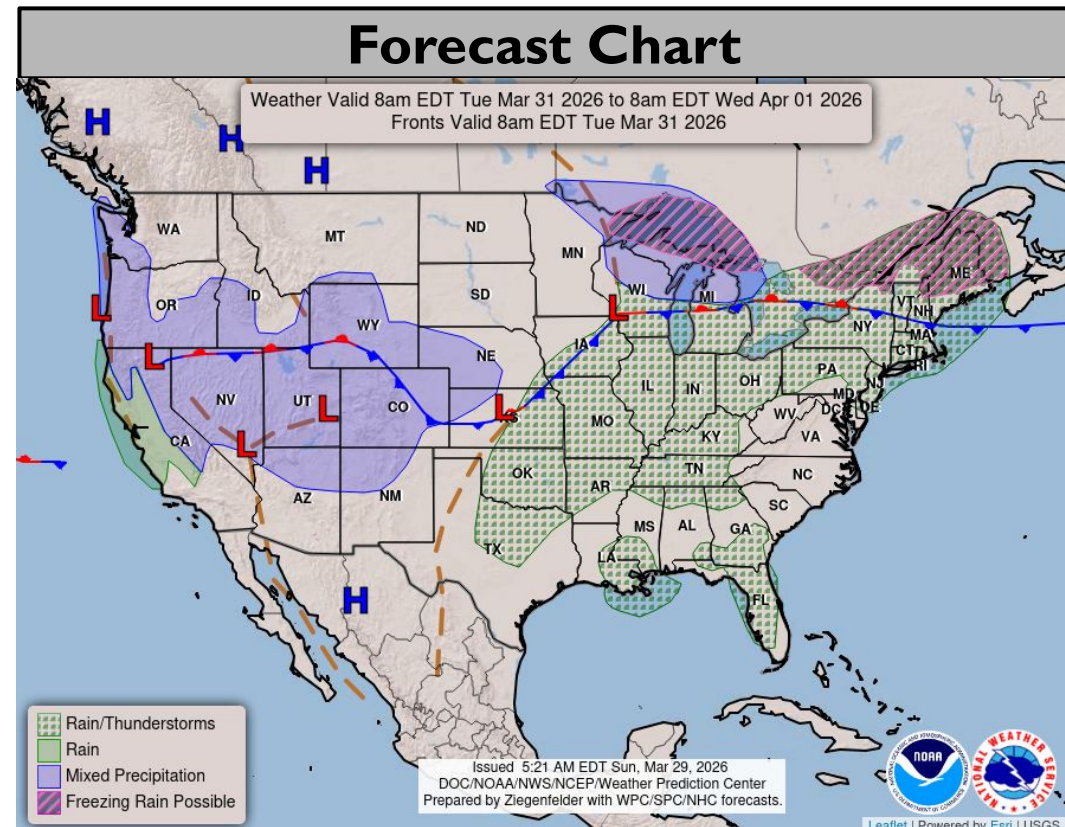 Forecast Chart
Weather Valid 8am EDT Tue Mar 31 2026 to 8am EDT Wed Apr 01 2026
Fronts Valid 8am EDT Tue Mar 31 2026
H
H
H
WA
MT
ND
MN
OR
ID
WY
SD
WI
MI
VT
NH
ME
L
L
NE
IA
L
NY
MA
CT
RI
NV
UT
L
CO
L
IL
IN
OH
PA
NJ
MD
DC
DE
CA
L
MO
KY
WV
VA
AZ
NM
OK
AR
TN
NC
SC
TX
LA
MS
AL
GA
H
FL
Rain/Thunderstorms
Rain
Mixed Precipitation
Freezing Rain Possible
Issued 5:21 AM EDT Sun, Mar 29, 2026
DOC/NOAA/NWS/NCEP/Weather Prediction Center
Prepared by Ziegenfelder with WPC/SPC/NHC forecasts.
NOAA
NATIONAL WEATHER SERVICE
Leaflet | Powered by Esri | USGS